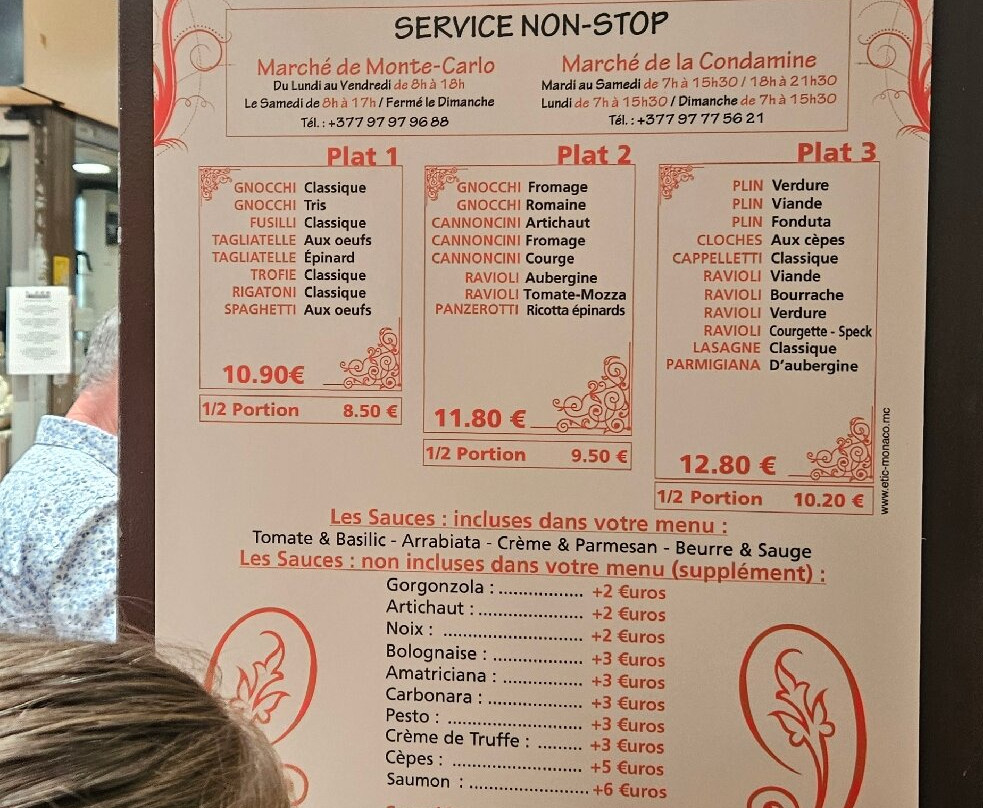 SERVICE NON-STOP
Marché de Monte-Carlo
Du Lundi au Vendredi de 8h à 18h
Le Samedi de 8h à 17h / Fermé le Dimanche
Tél. : +377 97 97 96 88
Marché de la Condamine
Mardi au Samedi de 7h à 15h30 / 18h à 21h30
Lundi de 7h à 15h30 / Dimanche de 7h à 15h30
Tél. : +377 97 77 56 21
Plat 1
GNOCCHI Classique
GNOCCHI Tris
FUSILLI Classique
TAGLIATELLE Aux oeufs
TAGLIATELLE Épinard
TROFIE Classique
RIGATONI Classique
SPAGHETTI Aux oeufs
10.90€
1/2 Portion 8.50 €
Plat 2
GNOCCHI Fromage
GNOCCHI Romaine
CANNONCINI Artichaut
CANNONCINI Fromage
CANNONCINI Courge
RAVIOLI Aubergine
RAVIOLI Tomate-Mozza
PANZEROTTI Ricotta épinards
11.80 €
1/2 Portion 9.50 €
Plat 3
PLIN Verdure
PLIN Viande
PLIN Fonduta
CLOCHES Aux cèpes
CAPPELLETTI Classique
RAVIOLI Viande
RAVIOLI Bourrache
RAVIOLI Verdure
RAVIOLI Courgette - Speck
LASAGNE Classique
PARMIGIANA D'aubergine
12.80 €
1/2 Portion 10.20 €
www.etic-monaco.mc
Les Sauces : incluses dans votre menu :
Tomate & Basilic - Arrabiata - Crème & Parmesan - Beurre & Sauge
Les Sauces : non incluses dans votre menu (supplément) :
Gorgonzola : ................. +2 €uros
Artichaut : ..................... +2 €uros
Noix : ............................ +2 €uros
Bolognaise : .................. +3 €uros
Amatriciana : ................ +3 €uros
Carbonara : ................... +3 €uros
Pesto : ........................... +3 €uros
Crème de Truffe : ......... +3 €uros
Cèpes : .......................... +5 €uros
Saumon : ........................ +6 €uros